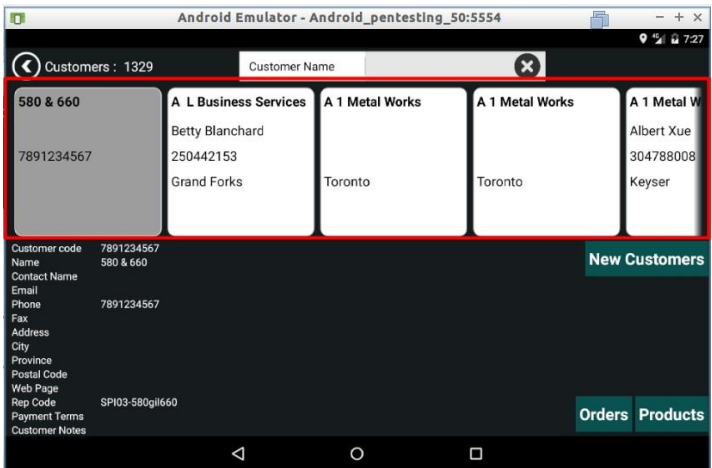 Android Emulator - Android_pentesting_50:5554
7:27
Customers : 1329
Customer Name
580 & 660
7891234567
A L Business Services
Betty Blanchard
250442153
Grand Forks
A 1 Metal Works
Toronto
A 1 Metal Works
Toronto
A 1 Metal W
Albert Xue
304788008
Keyser
Customer code 7891234567
Name 580 & 660
Contact Name
Email
Phone 7891234567
Fax
Address
City
Province
Postal Code
Web Page
Rep Code SPI03-580gil660
Payment Terms
Customer Notes
New Customers
Orders Products